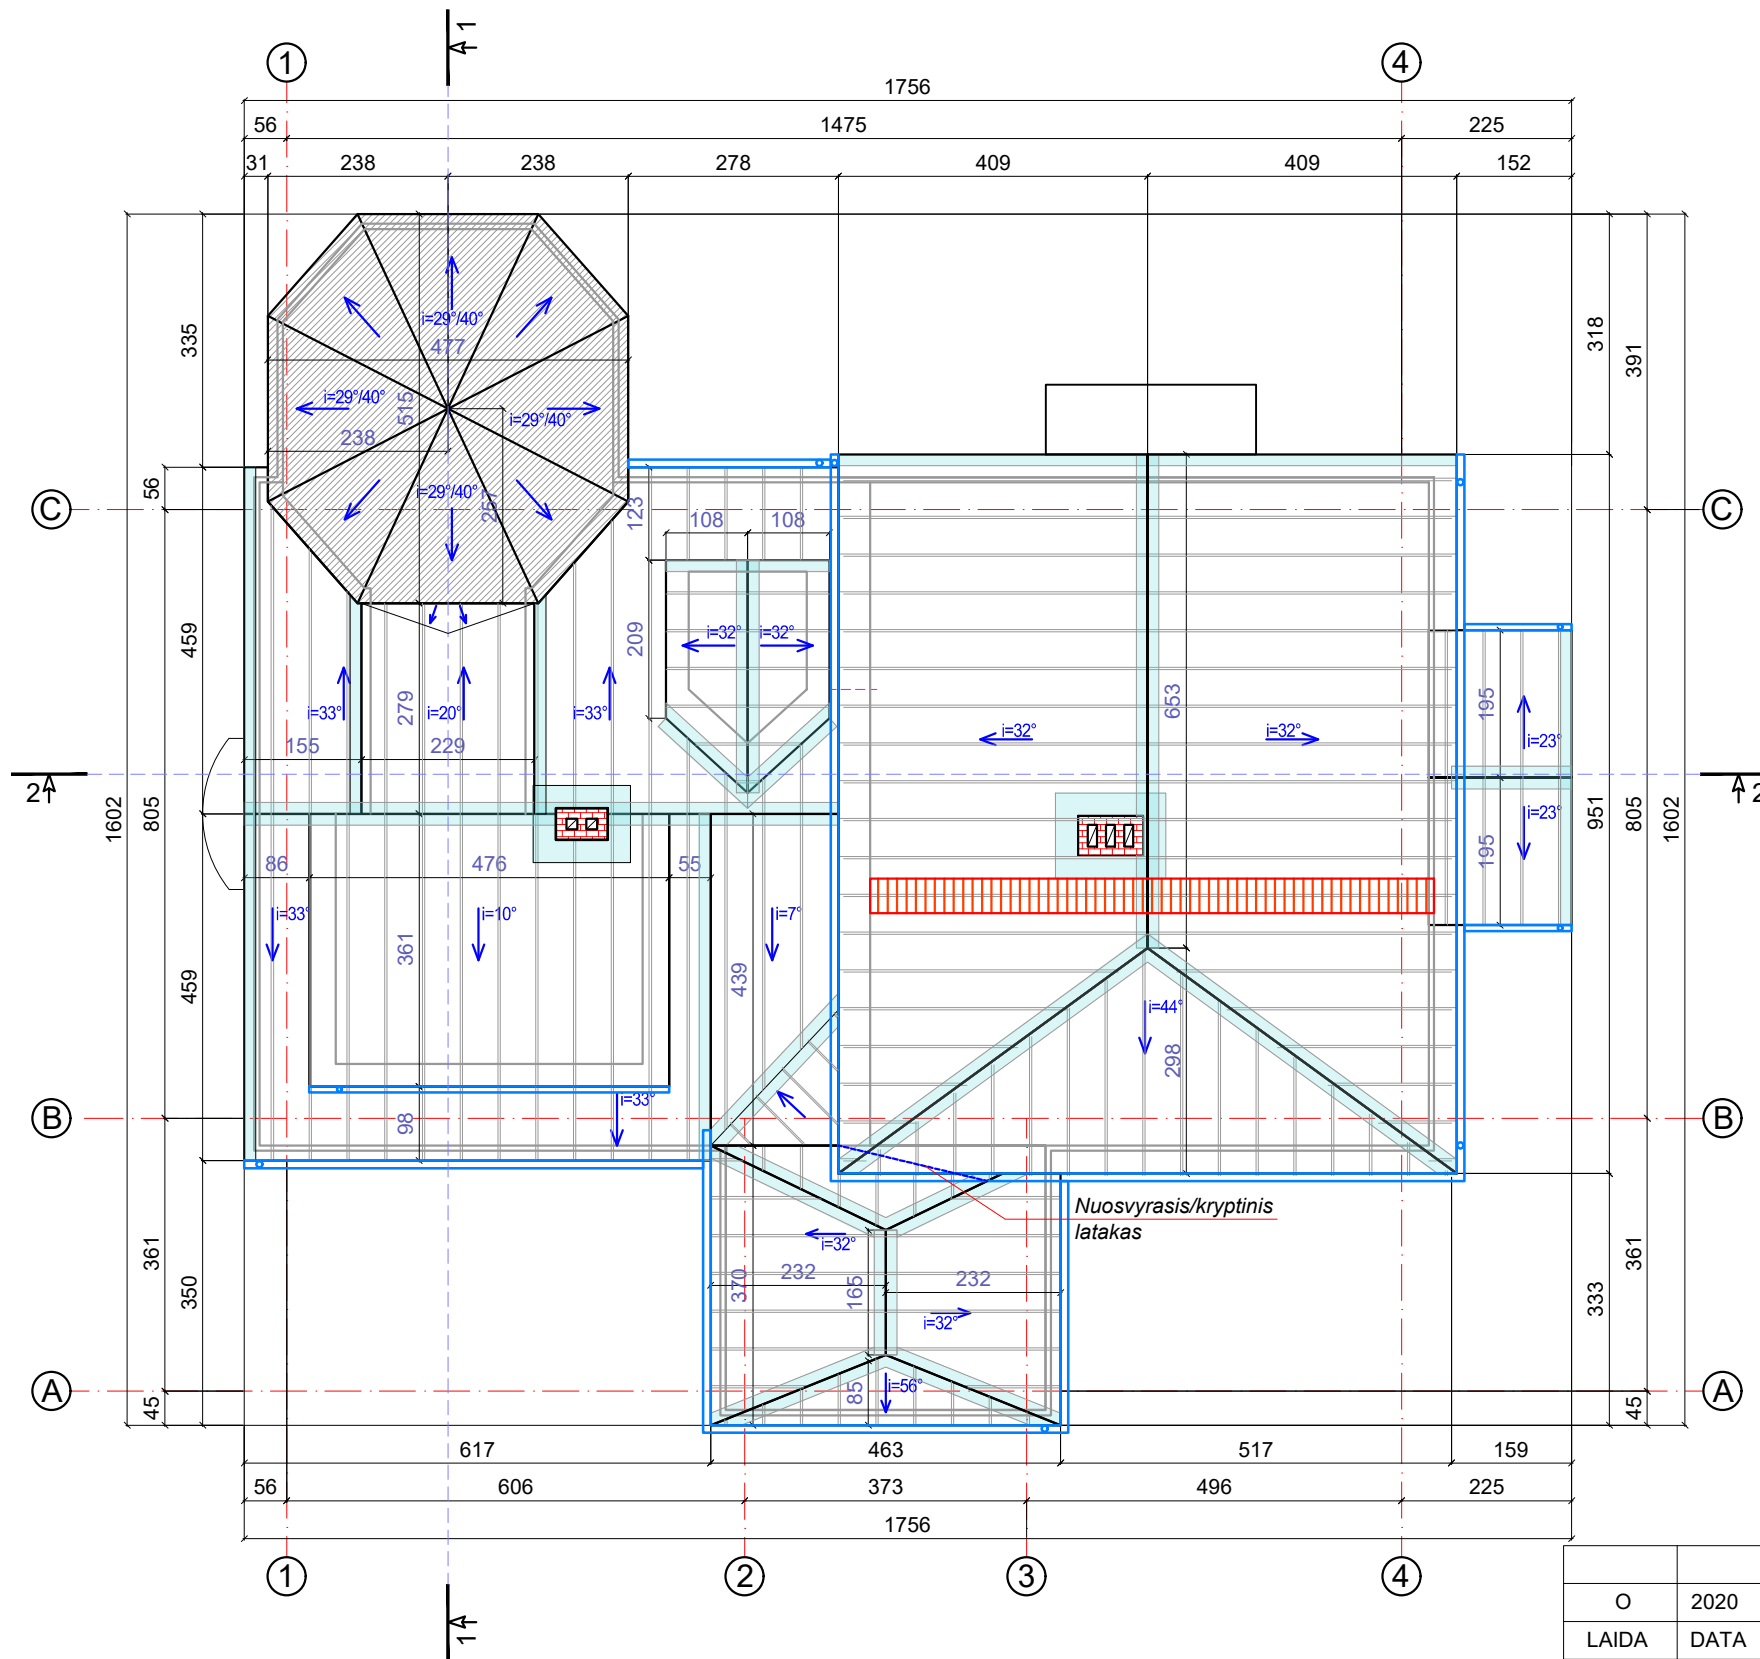 1
1
4
1756
56
1475
225
31
238
238
278
409
409
152
335
318
391
i=29°/40°
477
i=29°/40°
515
i=29°/40°
238
i=29°/40°
257
56
C
C
123
108
108
459
209
i=32°
i=32°
279
i=33°
i=20°
i=33°
653
195
i=32°
i=32°
i=23°
155
229
2
2
1602
805
951
805
1602
i=23°
195
86
476
55
i=33°
i=10°
i=7°
361
439
459
i=44°
298
i=33°
98
B
B
Nuosvyrasis/kryptinis
latakas
i=32°
361
350
370
232
165
232
i=32°
333
361
85
i=56°
A
A
45
45
617
463
517
159
56
606
373
496
225
1756
1
2
3
4
1
O 2020
LAIDA DATA